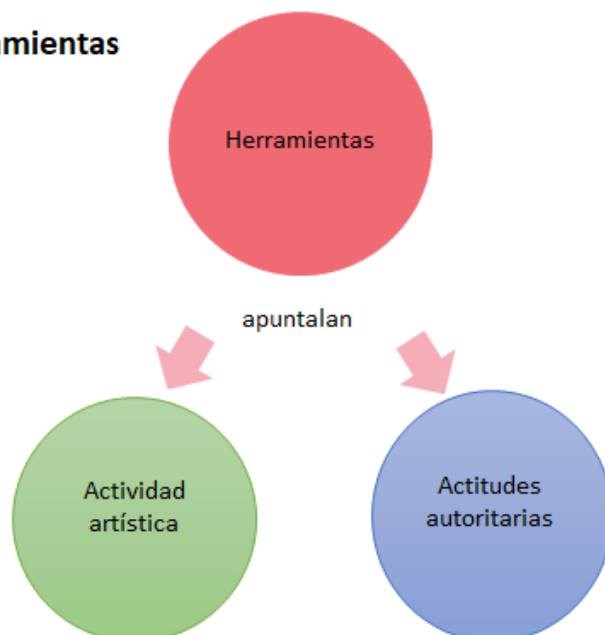 amientas
Herramientas
apuntalan
Actividad
artística
Actitudes
autoritarias